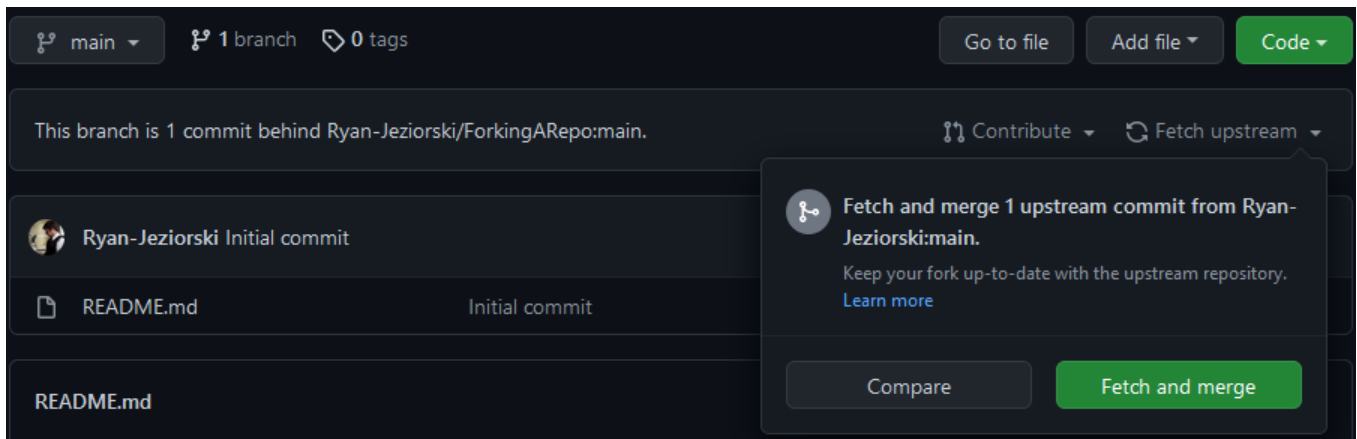 main 1 branch 0 tags Go to file Add file Code
This branch is 1 commit behind Ryan-Jeziorski/ForkingARepo:main. Contribute Fetch upstream
Fetch and merge 1 upstream commit from Ryan-
Jeziorski:main.
Keep your fork up-to-date with the upstream repository.
Learn more
Compare Fetch and merge
Ryan-Jeziorski Initial commit
README.md Initial commit
README.md